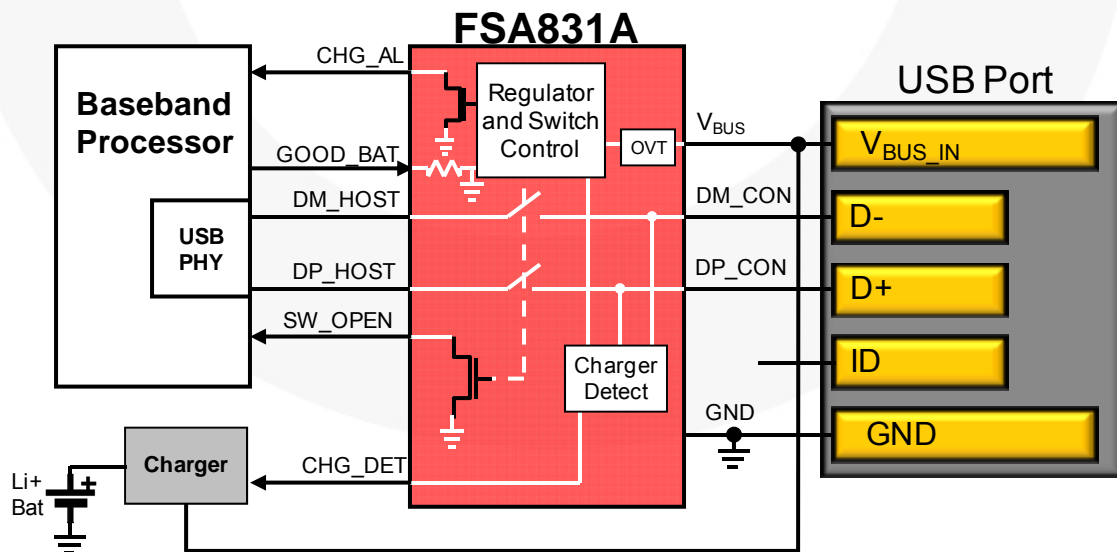 FSA831A
CHG_AL
Baseband
Processor
GOOD_BAT
DM_HOST
USB
PHY
DP_HOST
SW_OPEN
Charger
CHG_DET
Li+
Bat
+
Regulator
and Switch
Control
OVT
Charger
Detect
VBUS
DM_CON
DP_CON
GND
USB Port
VBUS_IN
D-
D+
ID
GND